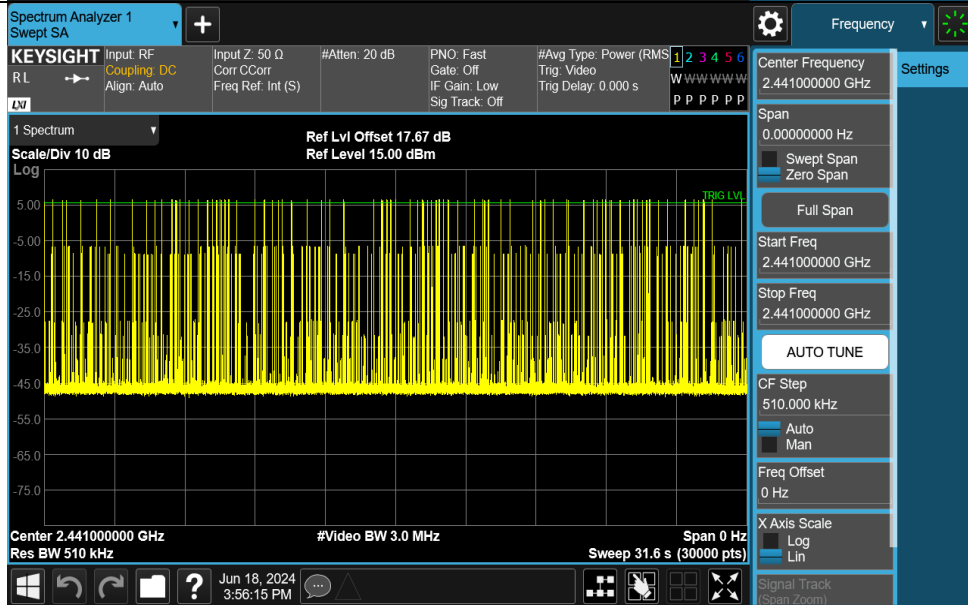 Spectrum Analyzer 1
Swept SA
+
Frequency
KEYSIGHT
RL
LXI
Input: RF
Coupling: DC
Align: Auto
Input Z: 50 Ω
Corr CCorr
Freq Ref: Int (S)
#Atten: 20 dB
PNO: Fast
Gate: Off
IF Gain: Low
Sig Track: Off
#Avg Type: Power (RMS
Trig: Video
Trig Delay: 0.000 s
1 2 3 4 5 6
W W W W W W
P P P P P P
1 Spectrum
Scale/Div 10 dB
Log
Ref Lvl Offset 17.67 dB
Ref Level 15.00 dBm
TRIG LVL
5.00
-5.00
-15.0
-25.0
-35.0
-45.0
-55.0
-65.0
-75.0
Center 2.441000000 GHz
Res BW 510 kHz
#Video BW 3.0 MHz
Span 0 Hz
Sweep 31.6 s (30000 pts)
?
Jun 18, 2024
3:56:15 PM
Center Frequency
2.441000000 GHz
Settings
Span
0.00000000 Hz
Swept Span
Zero Span
Full Span
Start Freq
2.441000000 GHz
Stop Freq
2.441000000 GHz
AUTO TUNE
CF Step
510.000 kHz
Auto
Man
Freq Offset
0 Hz
X Axis Scale
Log
Lin
Signal Track
(Span Zoom)